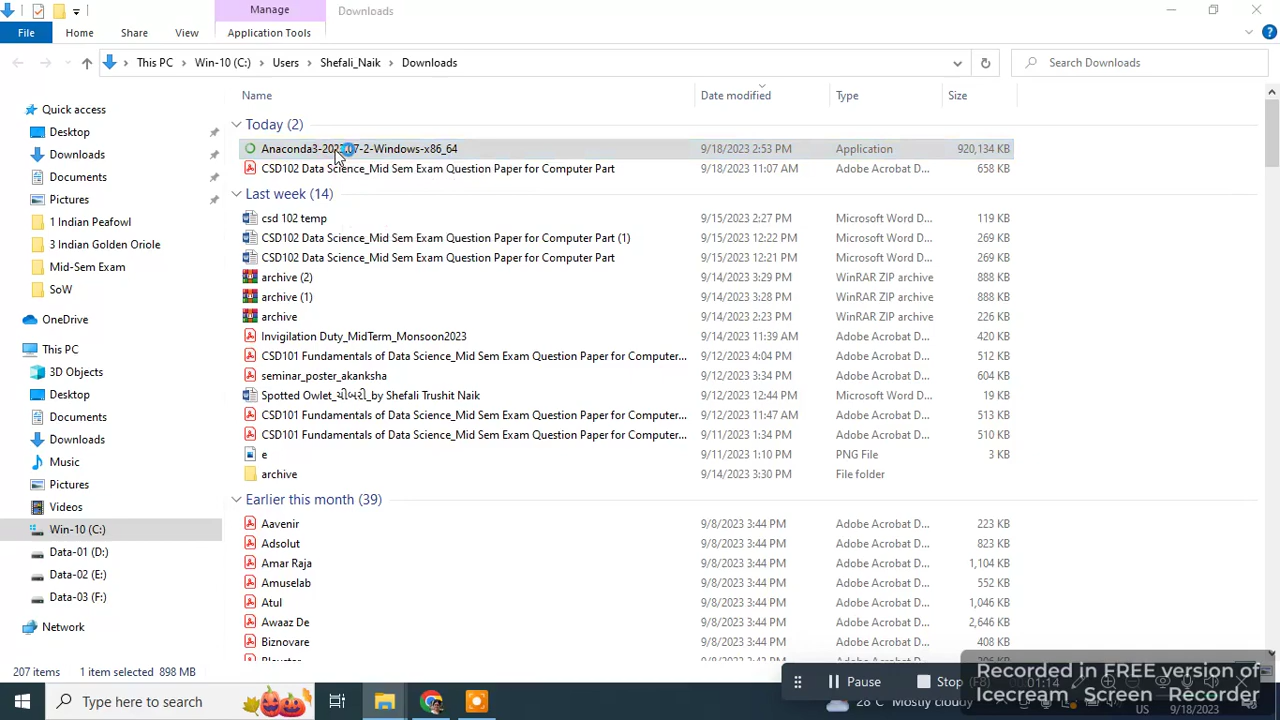 Manage
Downloads
File
Home
Share
View
Application Tools
This PC
Win-10 (C:)
Users
Shefali_Naik
Downloads
Search Downloads
Name
Date modified
Type
Size
Quick access
Desktop
Downloads
Documents
Pictures
1 Indian Peafowl
3 Indian Golden Oriole
Mid-Sem Exam
SoW
OneDrive
This PC
3D Objects
Desktop
Documents
Downloads
Music
Pictures
Videos
Win-10 (C:)
Data-01 (D:)
Data-02 (E:)
Data-03 (F:)
Network
Today (2)
Anaconda3-2023.07-2-Windows-x86_64 9/18/2023 2:53 PM Application 920,134 KB
CSD102 Data Science_Mid Sem Exam Question Paper for Computer Part 9/18/2023 11:07 AM Adobe Acrobat D... 658 KB
Last week (14)
csd 102 temp 9/15/2023 2:27 PM Microsoft Word D... 119 KB
CSD102 Data Science_Mid Sem Exam Question Paper for Computer Part (1) 9/15/2023 12:22 PM Microsoft Word D... 269 KB
CSD102 Data Science_Mid Sem Exam Question Paper for Computer Part 9/15/2023 12:21 PM Microsoft Word D... 269 KB
archive (2) 9/14/2023 3:29 PM WinRAR ZIP archive 888 KB
archive (1) 9/14/2023 3:28 PM WinRAR ZIP archive 888 KB
archive 9/14/2023 2:23 PM WinRAR ZIP archive 226 KB
Invigilation Duty_MidTerm_Monsoon2023 9/14/2023 11:39 AM Adobe Acrobat D... 420 KB
CSD101 Fundamentals of Data Science_Mid Sem Exam Question Paper for Computer... 9/12/2023 4:04 PM Adobe Acrobat D... 512 KB
seminar_poster_akanksha 9/12/2023 3:34 PM Adobe Acrobat D... 604 KB
Spotted Owlet_ચીબરી_by Shefali Trushit Naik 9/12/2023 12:44 PM Microsoft Word D... 19 KB
CSD101 Fundamentals of Data Science_Mid Sem Exam Question Paper for Computer... 9/12/2023 11:47 AM Adobe Acrobat D... 513 KB
CSD101 Fundamentals of Data Science_Mid Sem Exam Question Paper for Computer... 9/11/2023 1:34 PM Adobe Acrobat D... 510 KB
e 9/11/2023 1:10 PM PNG File 3 KB
archive 9/14/2023 3:30 PM File folder
Earlier this month (39)
Aavenir 9/8/2023 3:44 PM Adobe Acrobat D... 223 KB
Adsolut 9/8/2023 3:44 PM Adobe Acrobat D... 823 KB
Amar Raja 9/8/2023 3:44 PM Adobe Acrobat D... 1,104 KB
Amuselab 9/8/2023 3:44 PM Adobe Acrobat D... 552 KB
Atul 9/8/2023 3:44 PM Adobe Acrobat D... 1,046 KB
Awaaz De 9/8/2023 3:44 PM Adobe Acrobat D... 2,646 KB
Biznovare 9/8/2023 3:44 PM Adobe Acrobat D... 408 KB
207 items 1 item selected 898 MB
Pause
Stop (F8)
01:14
Recorded in FREE version of
Icecream Screen Recorder
Type here to search
28°C Mostly cloudy
US
9/18/2023